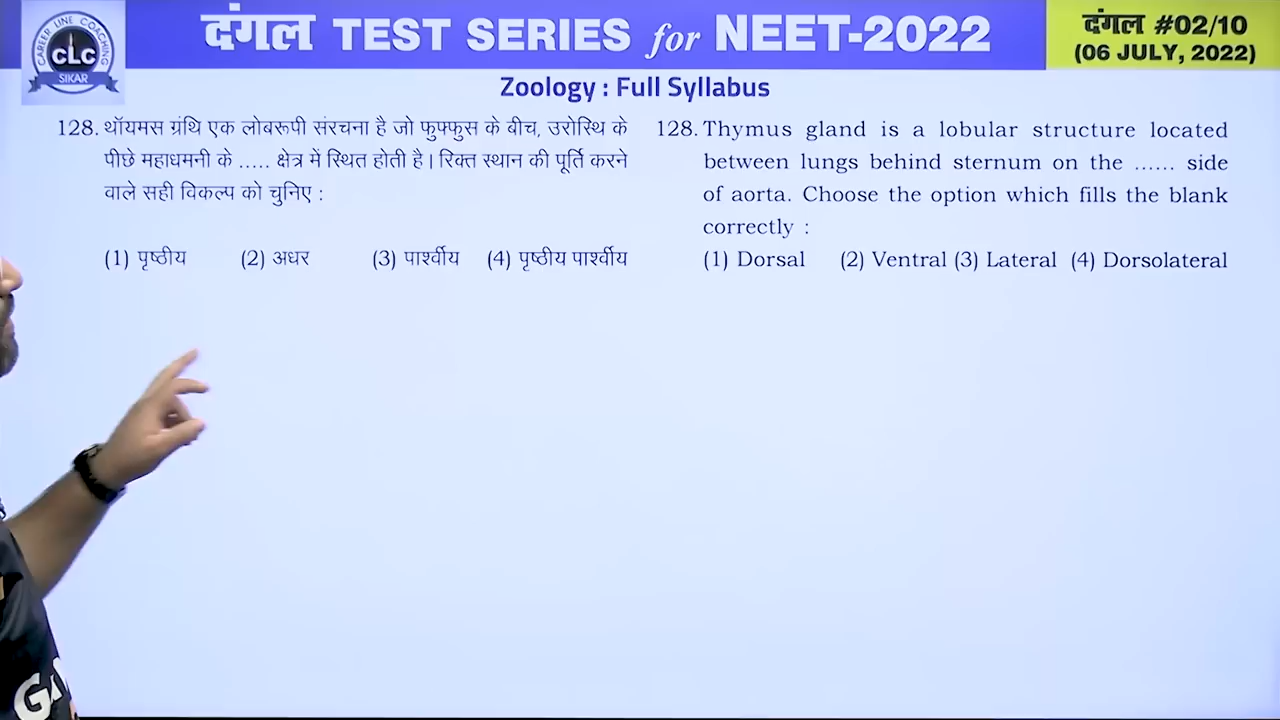 CAREER LINE COACHING
CLC
SIKAR
दंगल TEST SERIES for NEET-2022
दंगल #02/10
(06 JULY, 2022)
Zoology : Full Syllabus
128. थॉयमस ग्रंथि एक लोबरूपी संरचना है जो फुफ्फुस के बीच, उरोस्थि के
पीछे महाधमनी के ..... क्षेत्र में स्थित होती है। रिक्त स्थान की पूर्ति करने
वाले सही विकल्प को चुनिए :
(1) पृष्ठीय (2) अधर (3) पार्श्वीय (4) पृष्ठीय पार्श्वीय
128. Thymus gland is a lobular structure located
between lungs behind sternum on the ...... side
of aorta. Choose the option which fills the blank
correctly :
(1) Dorsal (2) Ventral (3) Lateral (4) Dorsolateral